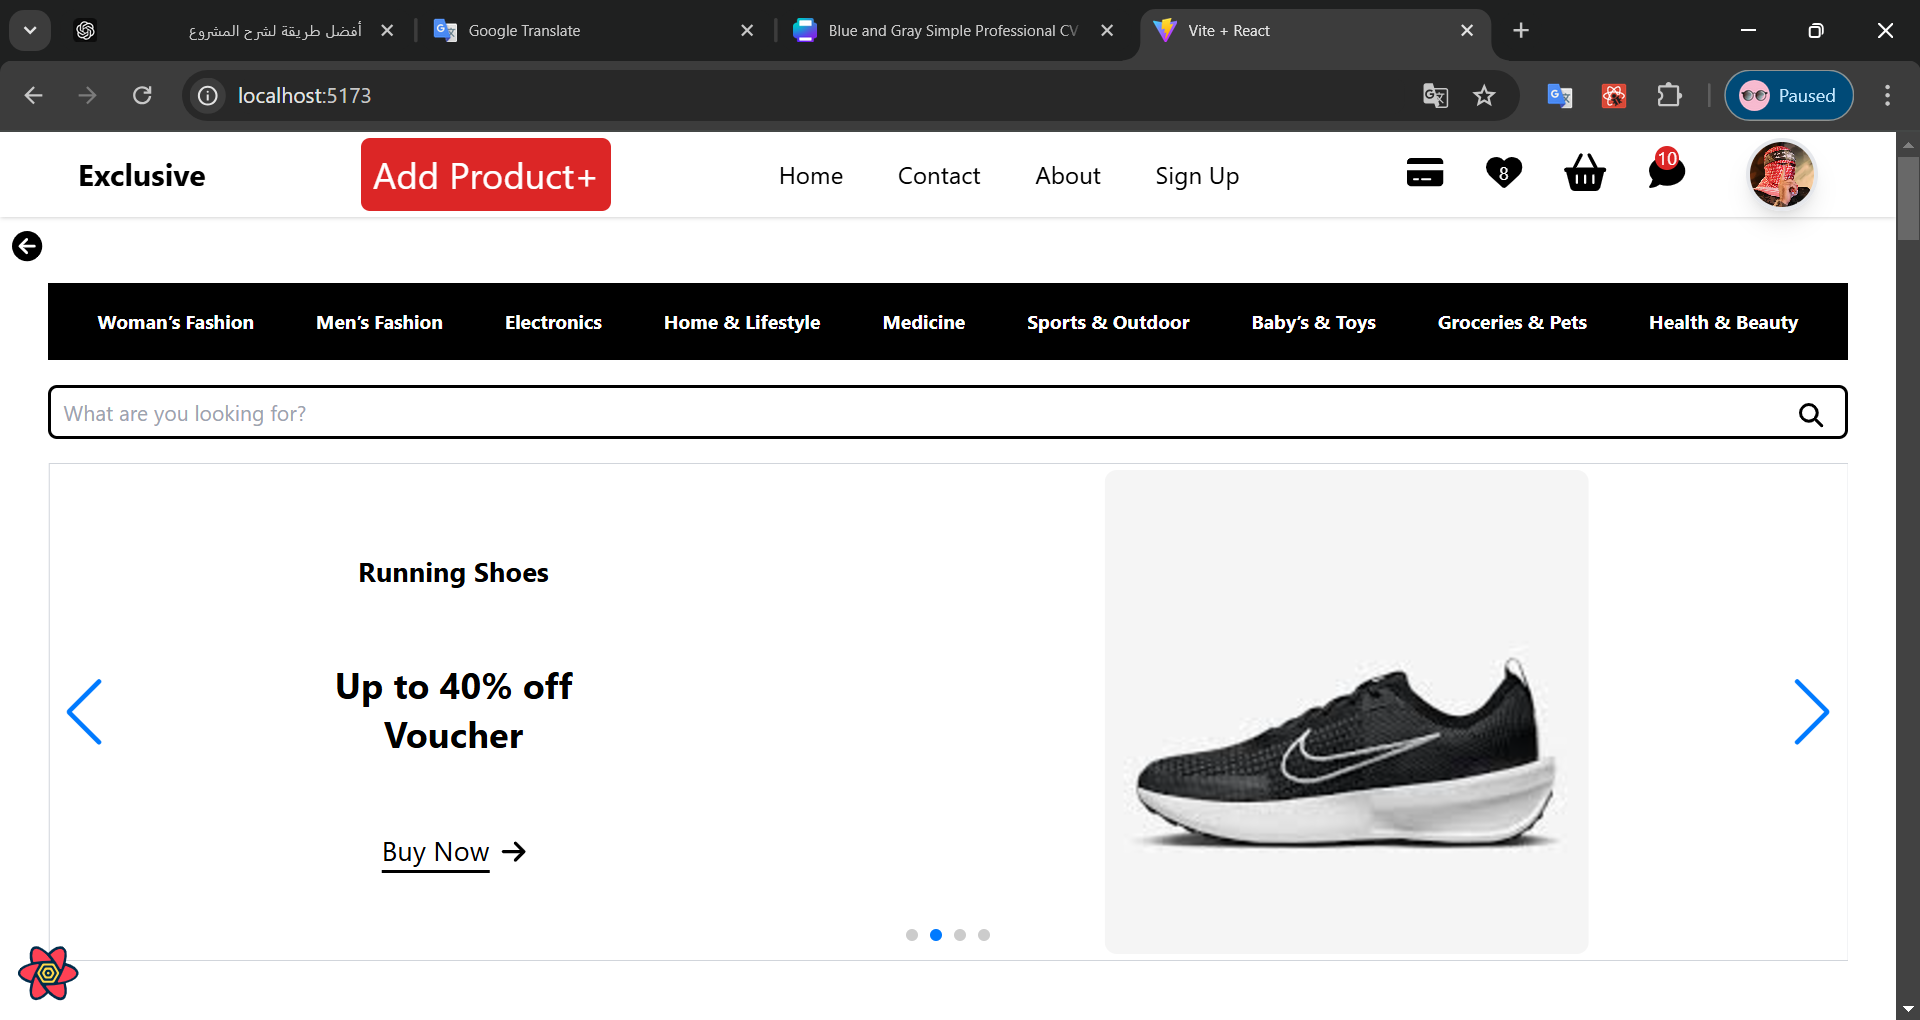 أفضل طريقة لشرح المشروع
Google Translate
Blue and Gray Simple Professional CV
Vite + React
localhost:5173
Paused
Exclusive
Add Product+
Home
Contact
About
Sign Up
8
10
Woman’s Fashion
Men’s Fashion
Electronics
Home & Lifestyle
Medicine
Sports & Outdoor
Baby’s & Toys
Groceries & Pets
Health & Beauty
What are you looking for?
Running Shoes
Up to 40% off
Voucher
Buy Now